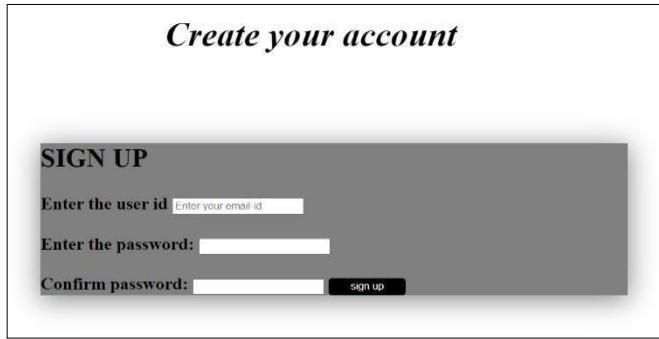 Create your account
SIGN UP
Enter the user id Enter your email-id
Enter the password:
Confirm password: sign up